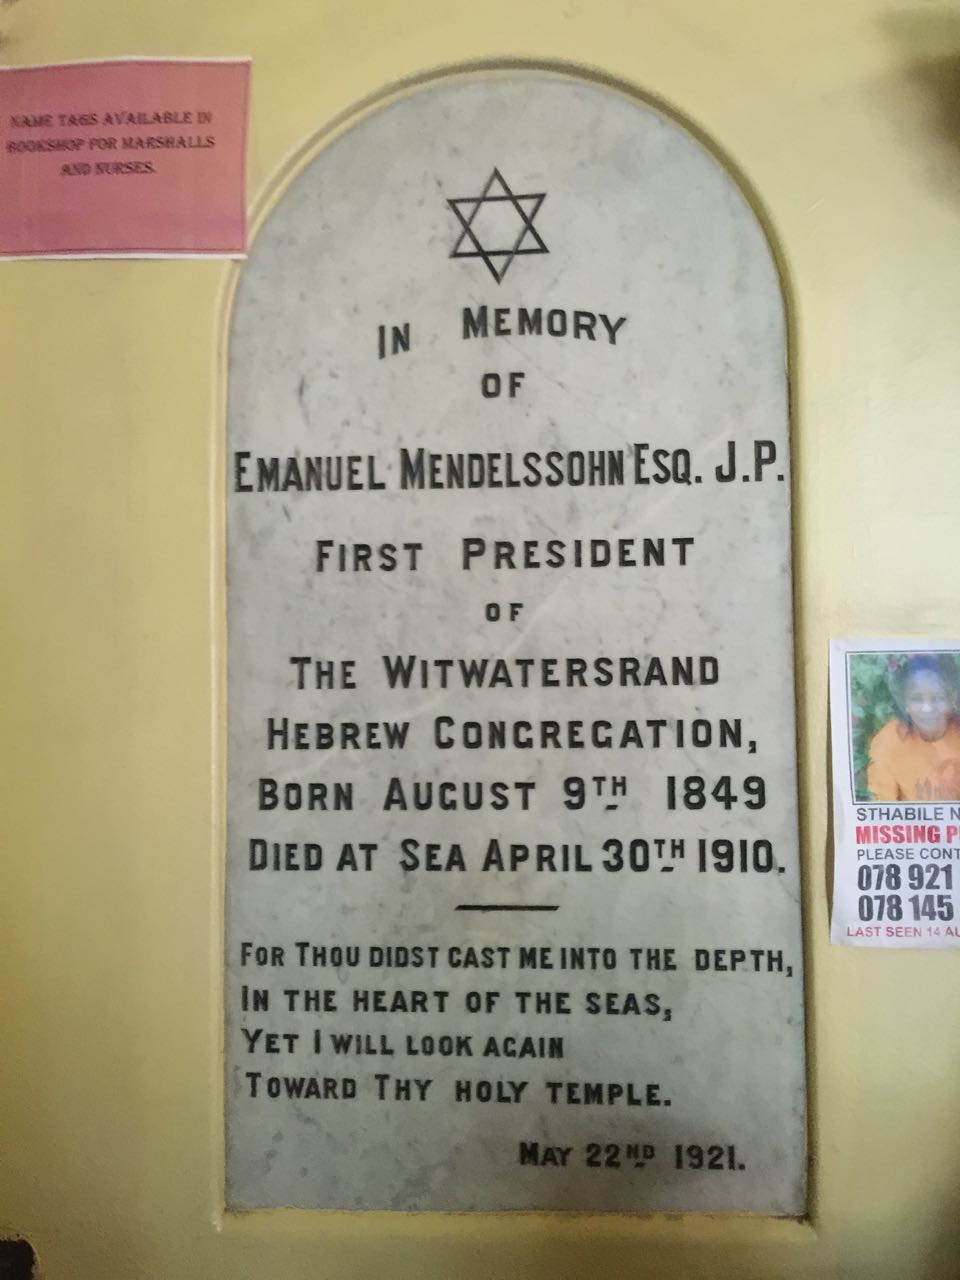 NAME TAGS AVAILABLE IN
BOOKSHOP FOR MARSHALLS
AND NURSES.
IN MEMORY
OF
EMANUEL MENDELSSOHN ESQ. J.P.
FIRST PRESIDENT
OF
THE WITWATERSRAND
HEBREW CONGREGATION,
BORN AUGUST 9TH 1849
DIED AT SEA APRIL 30TH 1910.
FOR THOU DIDST CAST ME INTO THE DEPTH,
IN THE HEART OF THE SEAS,
YET I WILL LOOK AGAIN
TOWARD THY HOLY TEMPLE.
MAY 22ND 1921.
STHABILE N
MISSING P
PLEASE CONT
078 921
078 145
LAST SEEN 14 AU